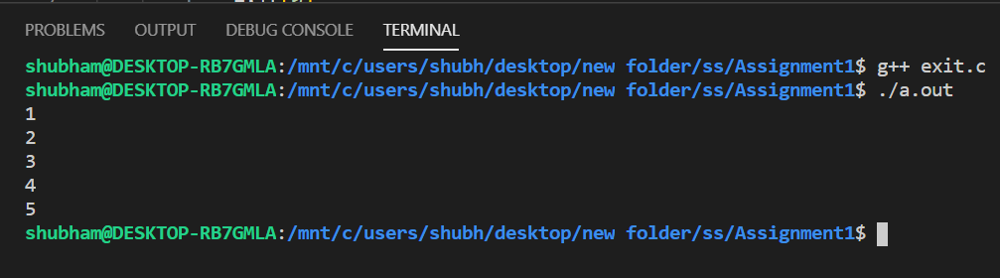 PROBLEMS OUTPUT DEBUG CONSOLE TERMINAL
shubham@DESKTOP-RB7GMLA:/mnt/c/users/shubh/desktop/new folder/ss/Assignment1$ g++ exit.c
shubham@DESKTOP-RB7GMLA:/mnt/c/users/shubh/desktop/new folder/ss/Assignment1$ ./a.out
1
2
3
4
5
shubham@DESKTOP-RB7GMLA:/mnt/c/users/shubh/desktop/new folder/ss/Assignment1$